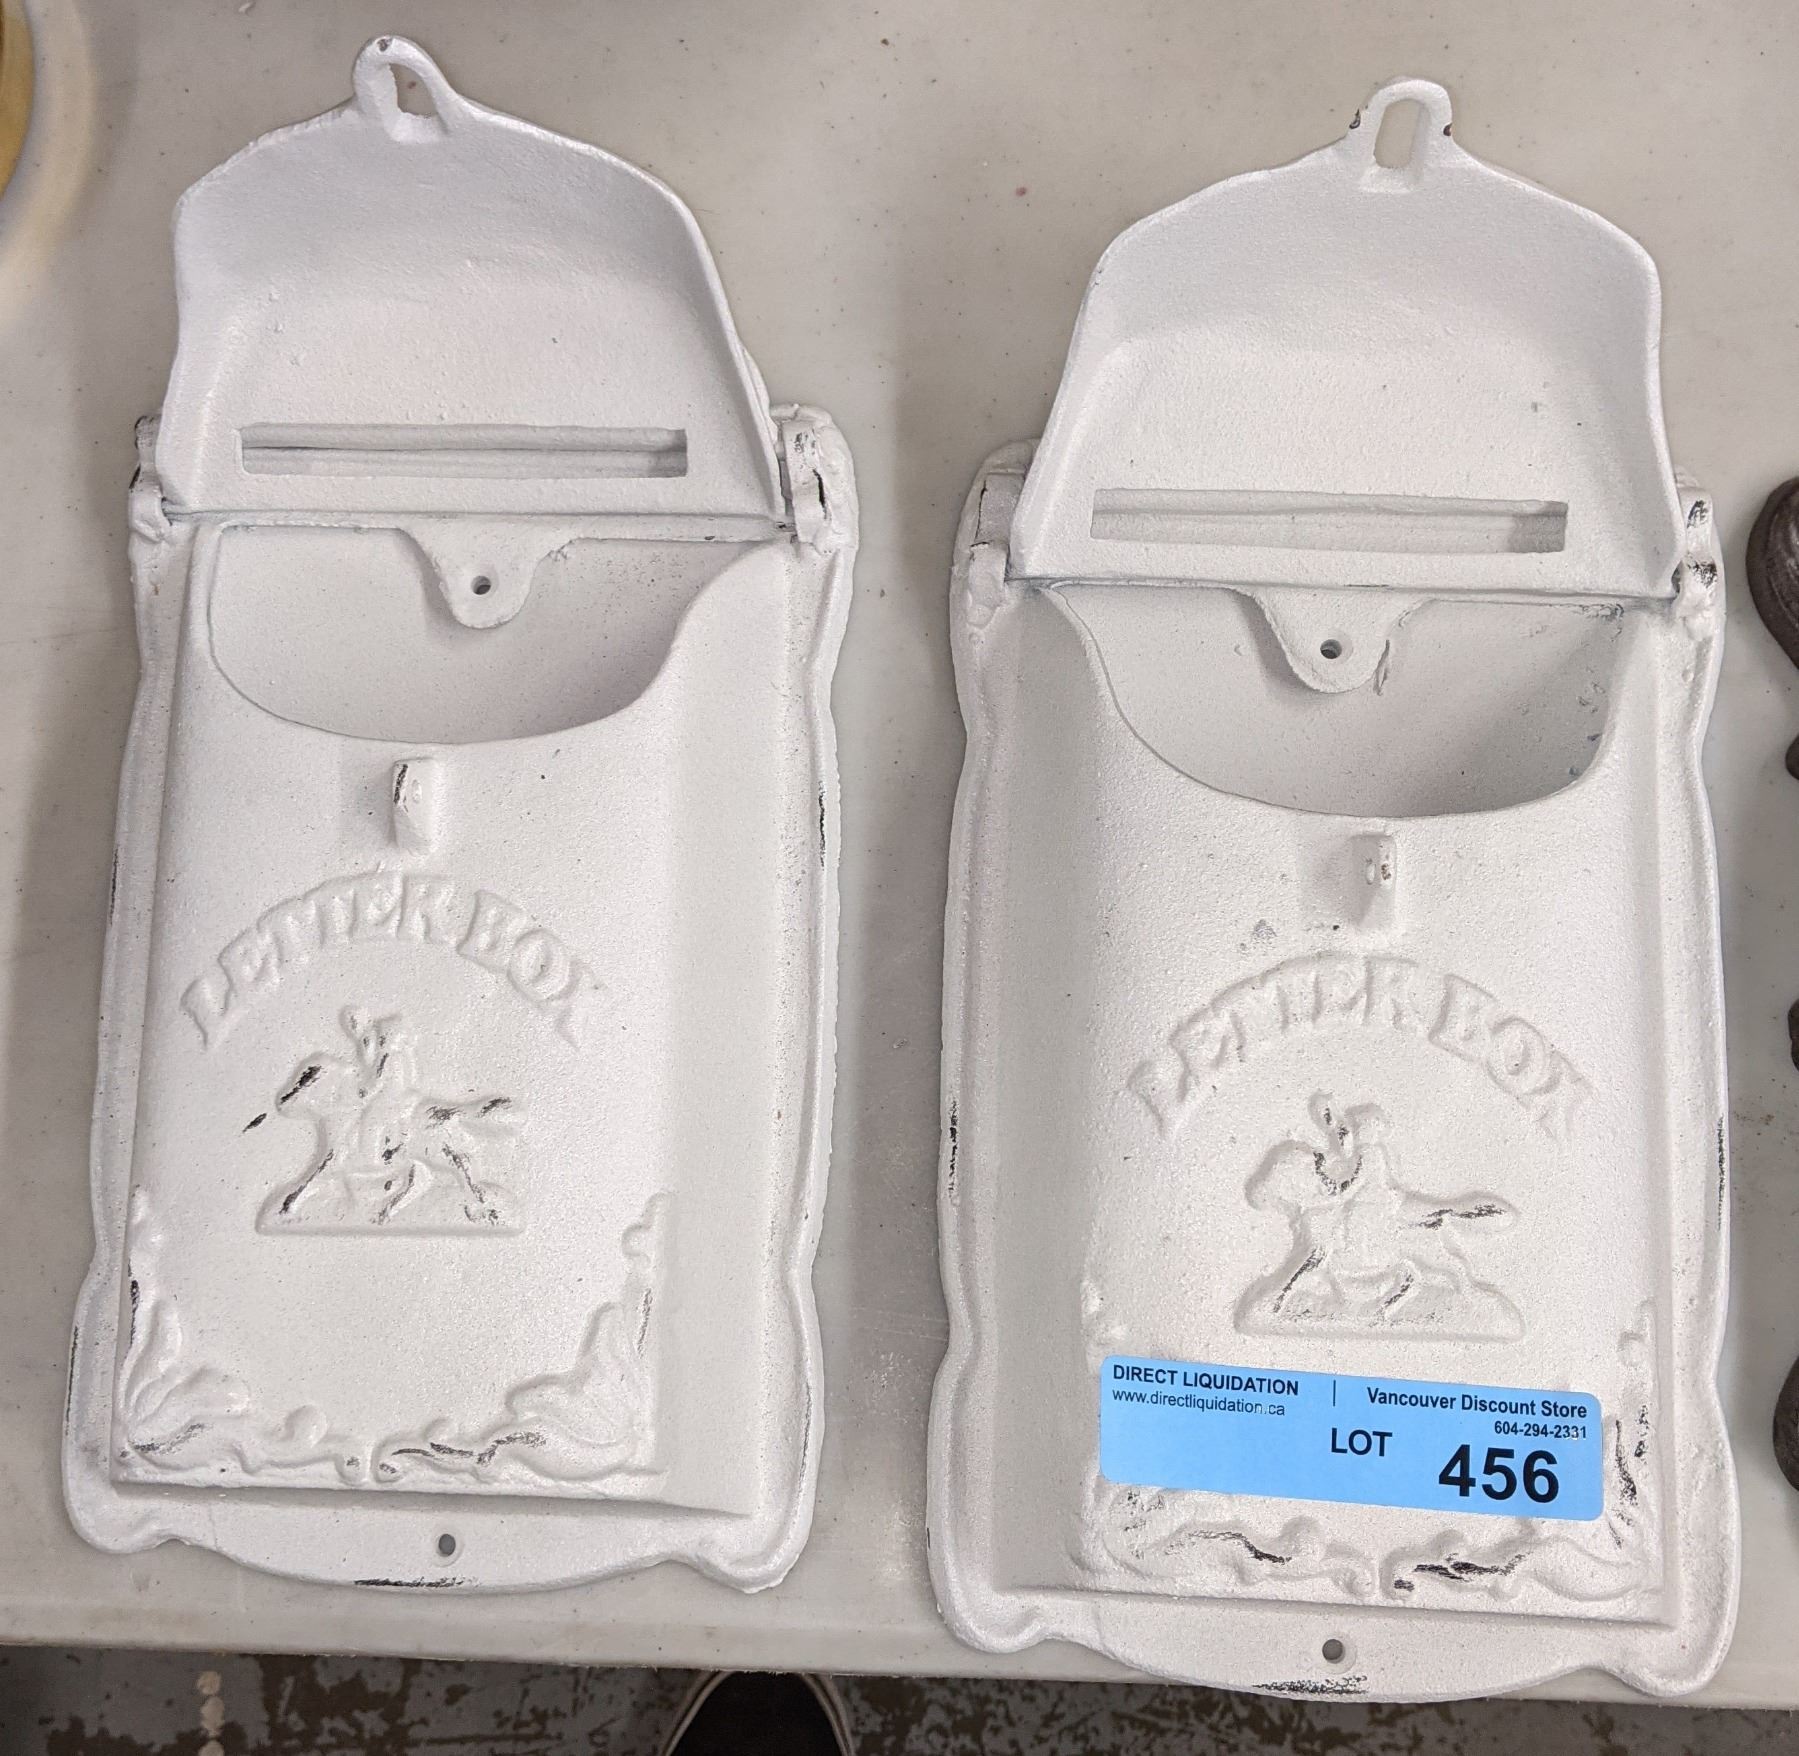 LETTER BOX
LETTER BOX
DIRECT LIQUIDATION | Vancouver Discount Store
www.directliquidation.ca 604-294-2331
LOT 456